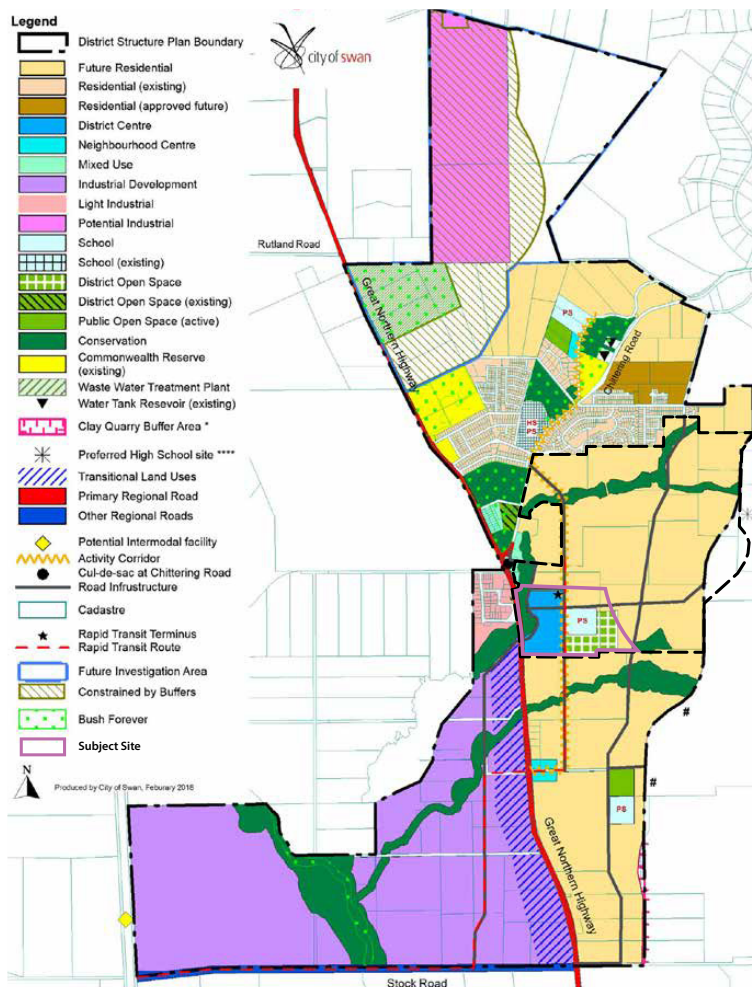 Legend
District Structure Plan Boundary
Future Residential
Residential (existing)
Residential (approved future)
District Centre
Neighbourhood Centre
Mixed Use
Industrial Development
Light Industrial
Potential Industrial
School
School (existing)
District Open Space
District Open Space (existing)
Public Open Space (active)
Conservation
Commonwealth Reserve
(existing)
Waste Water Treatment Plant
Water Tank Resevoir (existing)
Clay Quarry Buffer Area *
Preferred High School site ****
Transitional Land Uses
Primary Regional Road
Other Regional Roads
Potential Intermodal facility
Activity Corridor
Cul-de-sac at Chittering Road
Road Infrustructure
Cadastre
Rapid Transit Terminus
Rapid Transit Route
Future Investigation Area
Constrained by Buffers
Bush Forever
Subject Site
N
Produced by City of Swan, Feburary 2018
city of swan
Rutland Road
Great Northern Highway
PS
Chittering Road
HS
PS
PS
#
#
PS
Great Northern Highway
Stock Road